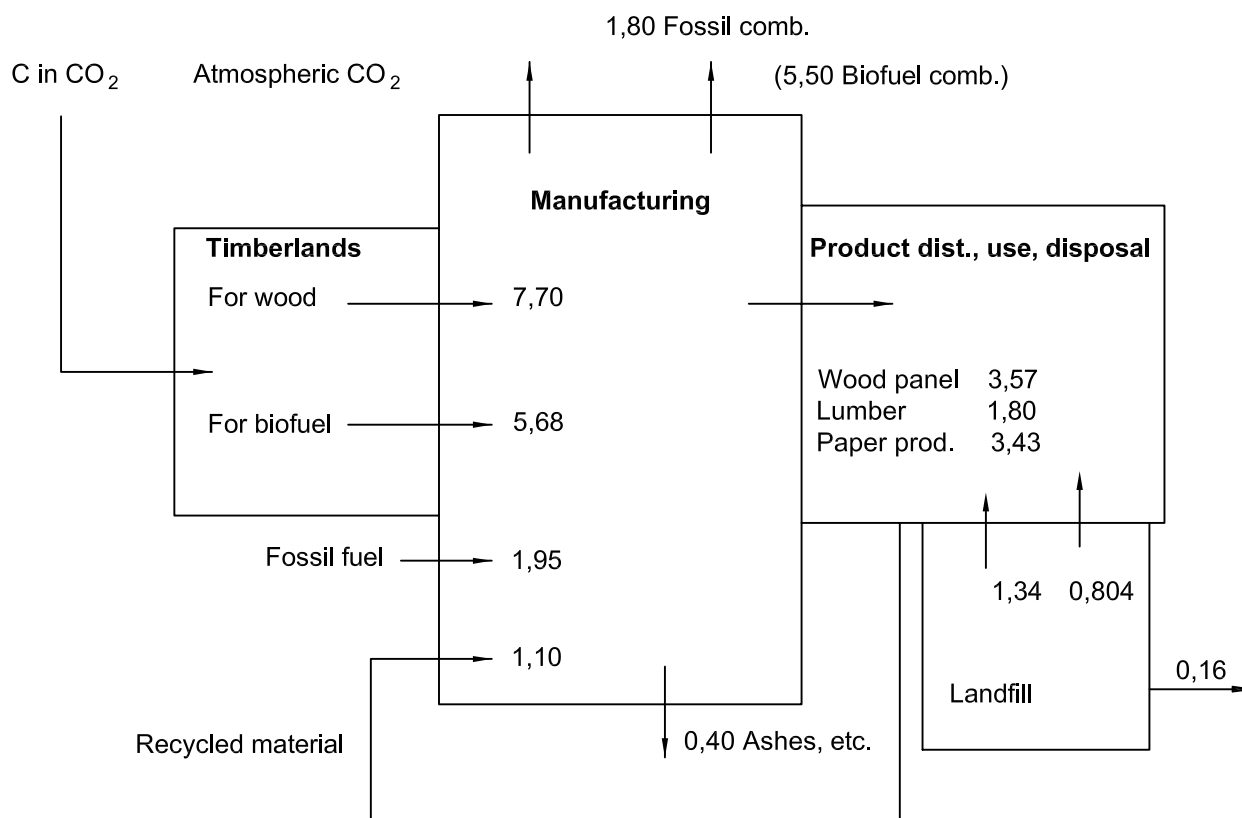 1,80 Fossil comb.
C in CO2 Atmospheric CO2 (5,50 Biofuel comb.)
Manufacturing
Timberlands Product dist., use, disposal
For wood 7,70
Wood panel 3,57
Lumber 1,80
For biofuel 5,68
Paper prod. 3,43
Fossil fuel 1,95
1,34 0,804
1,10
0,16
Landfill
Recycled material 0,40 Ashes, etc.